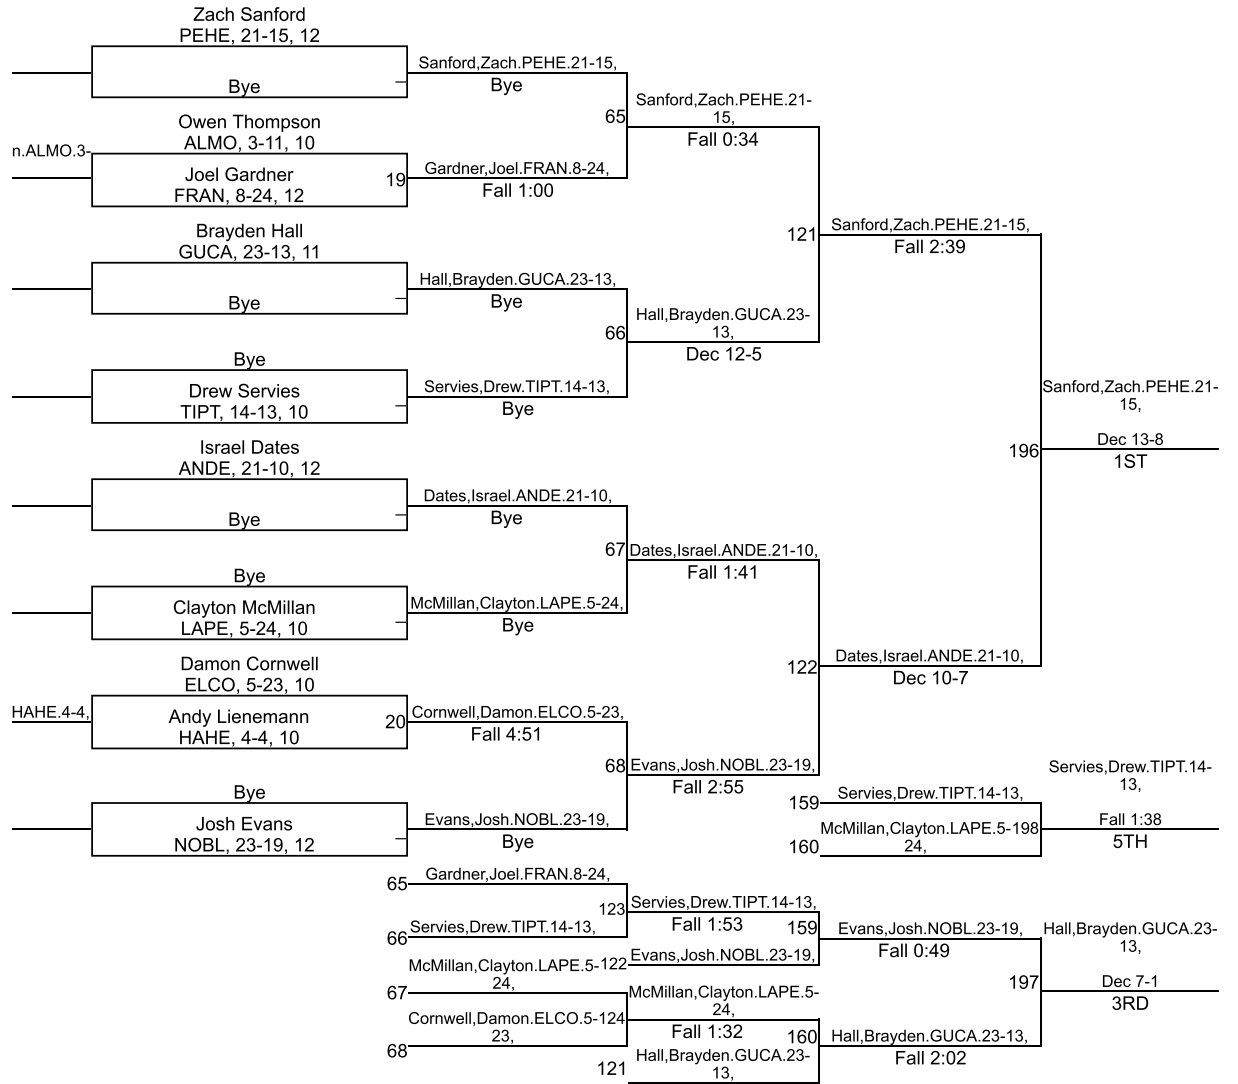 Zach Sanford
PEHE, 21-15, 12
Bye
Sanford,Zach.PEHE.21-15,
Bye
65
Sanford,Zach.PEHE.21-
15,
Fall 0:34
Owen Thompson
ALMO, 3-11, 10
n.ALMO.3-
Joel Gardner
FRAN, 8-24, 12
19
Gardner,Joel.FRAN.8-24,
Fall 1:00
121
Sanford,Zach.PEHE.21-15,
Fall 2:39
Brayden Hall
GUCA, 23-13, 11
Bye
Hall,Brayden.GUCA.23-13,
Bye
66
Hall,Brayden.GUCA.23-
13,
Dec 12-5
Bye
Drew Servies
TIPT, 14-13, 10
Servies,Drew.TIPT.14-13,
Bye
196
Sanford,Zach.PEHE.21-
15,
Dec 13-8
1ST
Israel Dates
ANDE, 21-10, 12
Bye
Dates,Israel.ANDE.21-10,
Bye
67
Dates,Israel.ANDE.21-10,
Fall 1:41
Bye
Clayton McMillan
LAPE, 5-24, 10
McMillan,Clayton.LAPE.5-24,
Bye
122
Dates,Israel.ANDE.21-10,
Dec 10-7
Damon Cornwell
ELCO, 5-23, 10
HAHE.4-4,
Andy Lienemann
HAHE, 4-4, 10
20
Cornwell,Damon.ELCO.5-23,
Fall 4:51
68
Evans,Josh.NOBL.23-19,
Fall 2:55
Bye
Josh Evans
NOBL, 23-19, 12
Evans,Josh.NOBL.23-19,
Bye
159
Servies,Drew.TIPT.14-13,
McMillan,Clayton.LAPE.5-198
24,
160
Servies,Drew.TIPT.14-
13,
Fall 1:38
5TH
65
Gardner,Joel.FRAN.8-24,
123
Servies,Drew.TIPT.14-13,
Fall 1:53
66
Servies,Drew.TIPT.14-13,
159
Evans,Josh.NOBL.23-19,
Fall 0:49
122
Evans,Josh.NOBL.23-19,
McMillan,Clayton.LAPE.5-
24,
67
McMillan,Clayton.LAPE.5-
24,
Fall 1:32
Cornwell,Damon.ELCO.5-124
23,
68
160
Hall,Brayden.GUCA.23-13,
Fall 2:02
121
Hall,Brayden.GUCA.23-
13,
197
Hall,Brayden.GUCA.23-
13,
Dec 7-1
3RD